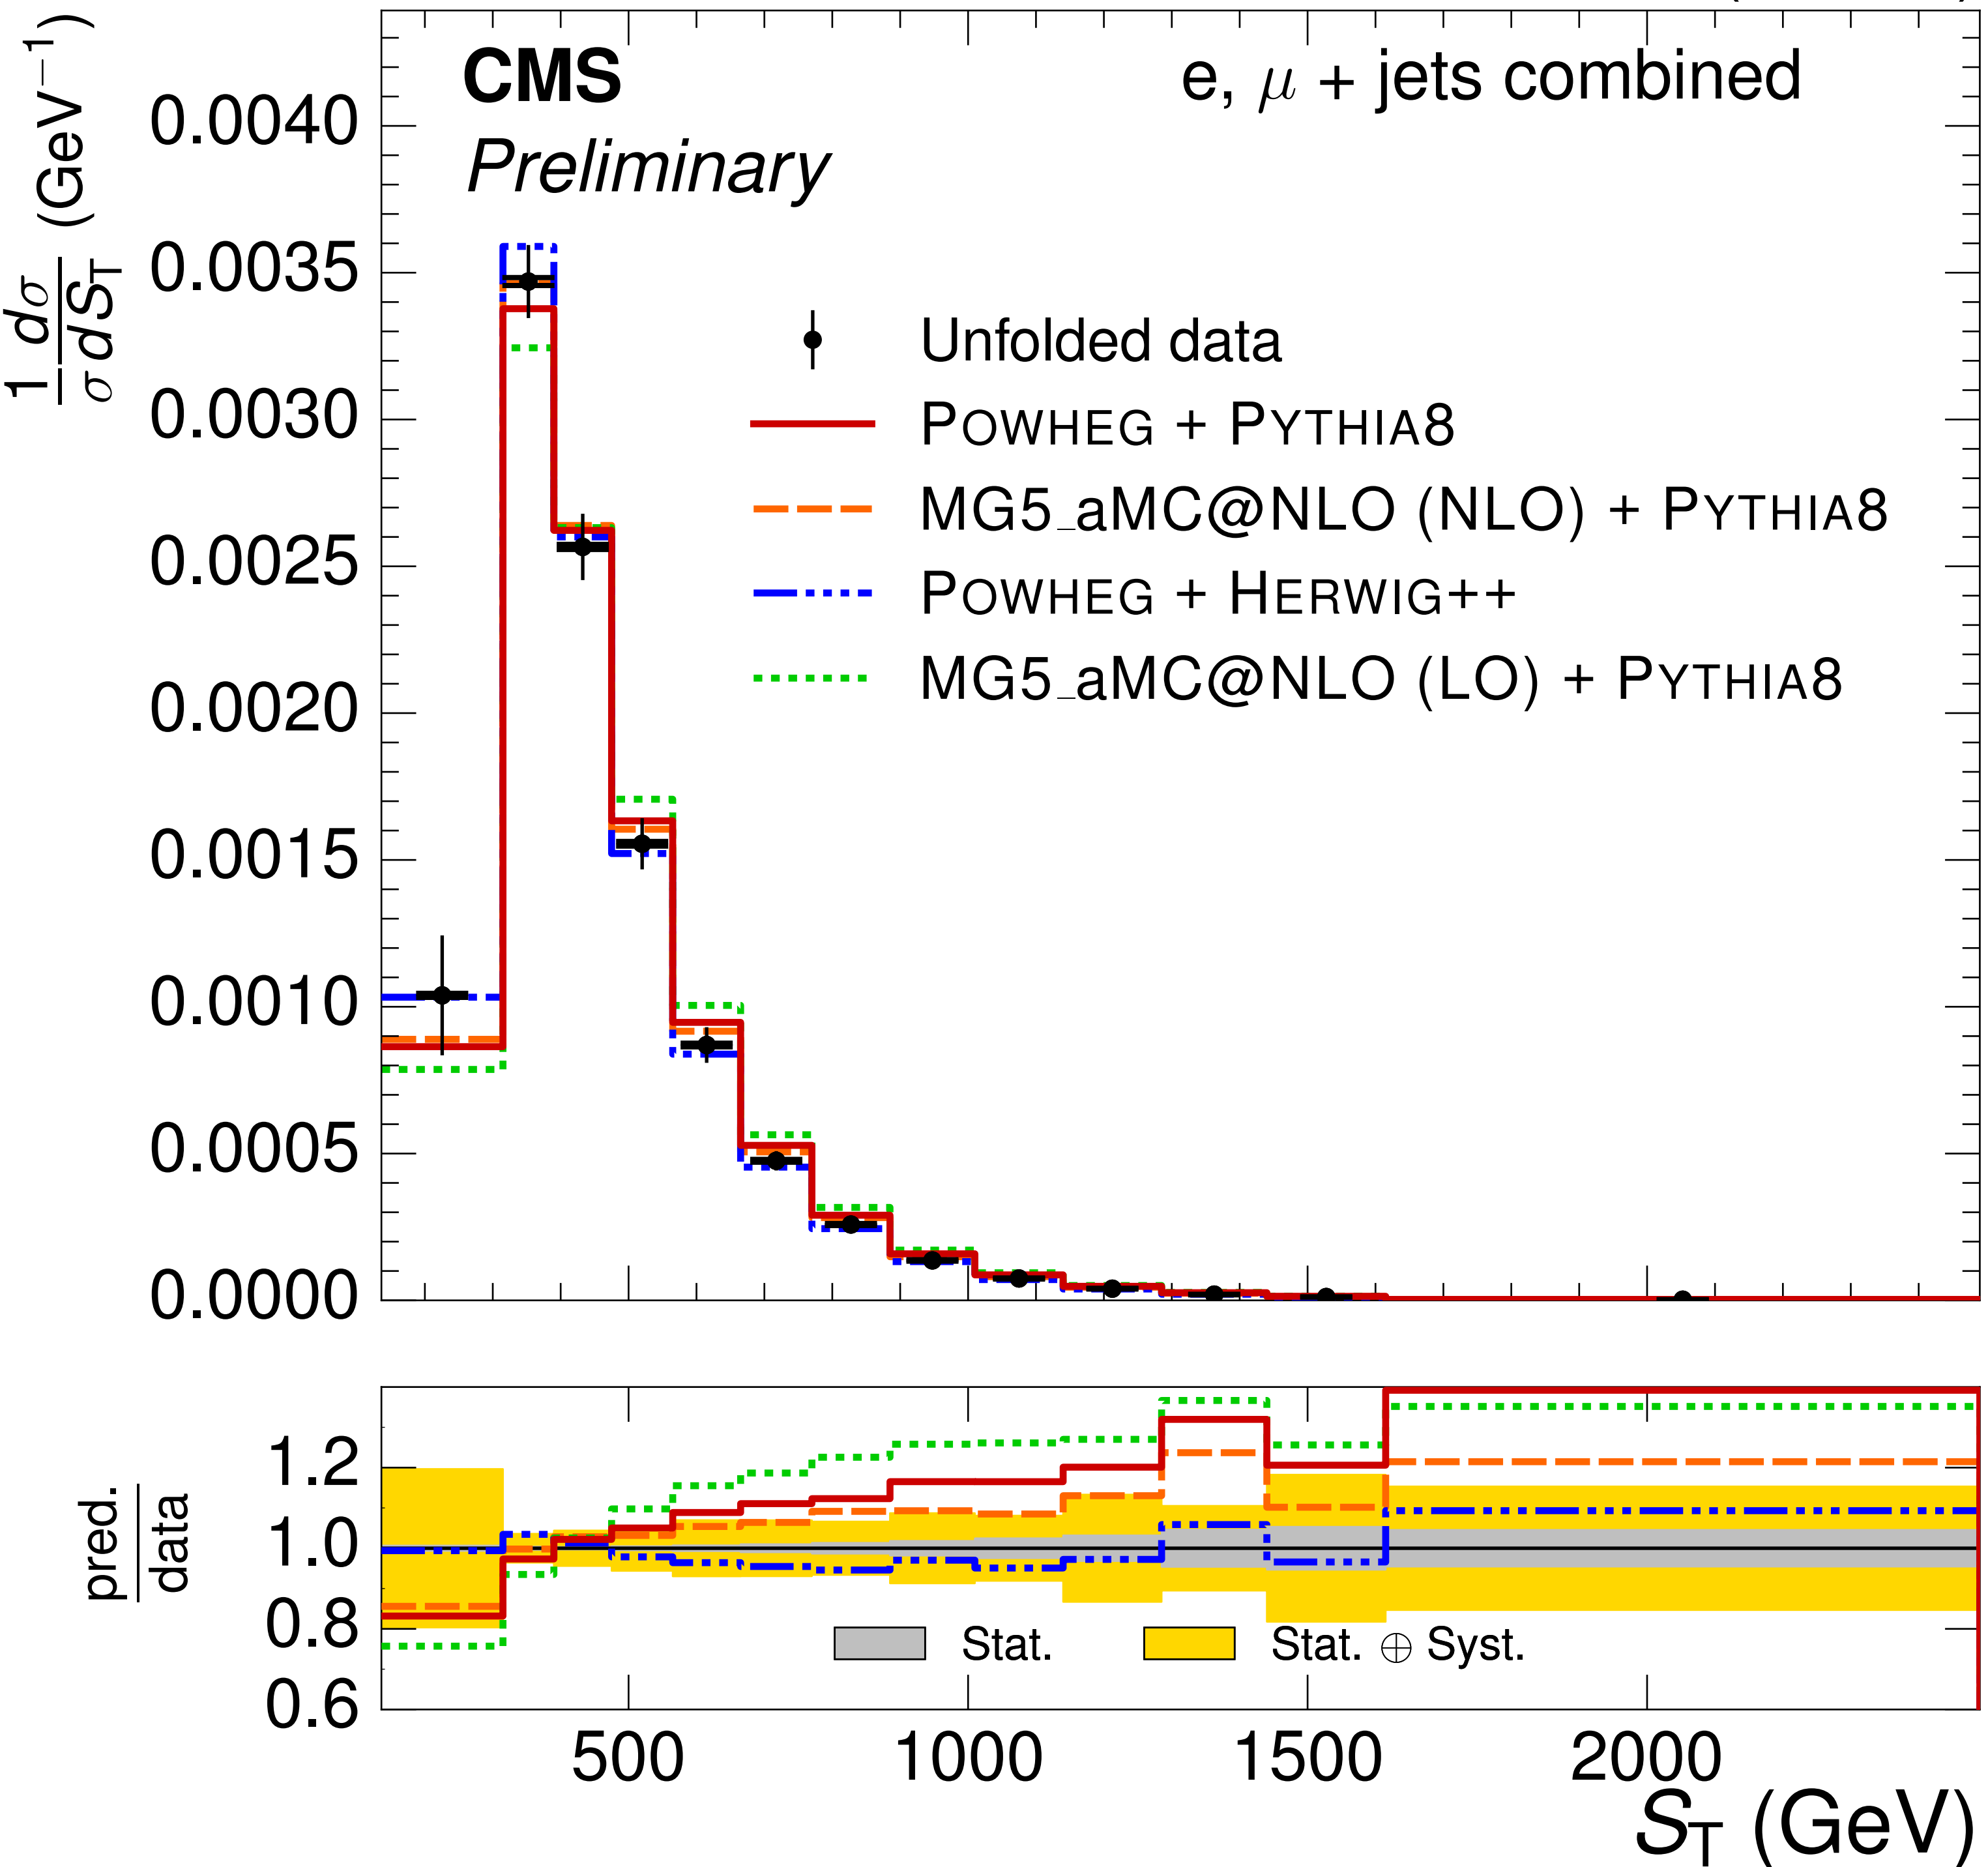 CMS
Preliminary
e, μ + jets combined
1/σ dσ/dS_T (GeV⁻¹)
0.0040
0.0035
0.0030
0.0025
0.0020
0.0015
0.0010
0.0005
0.0000
Unfolded data
POWHEG + PYTHIA8
MG5_aMC@NLO (NLO) + PYTHIA8
POWHEG + HERWIG++
MG5_aMC@NLO (LO) + PYTHIA8
pred.
data
1.2
1.0
0.8
0.6
Stat.
Stat. ⊕ Syst.
500 1000 1500 2000
S_T (GeV)